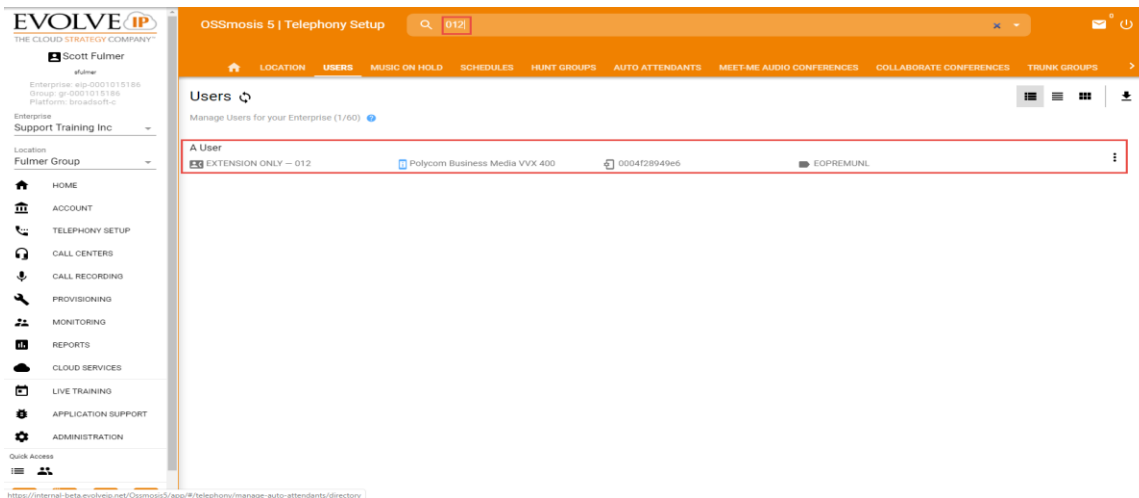 EVOLVE IP
THE CLOUD STRATEGY COMPANY™
Scott Fulmer
sfulmer
Enterprise: eip-0001015186
Group: gr-0001015186
Platform: broadsoft-c
Enterprise
Support Training Inc
Location
Fulmer Group
HOME
ACCOUNT
TELEPHONY SETUP
CALL CENTERS
CALL RECORDING
PROVISIONING
MONITORING
REPORTS
CLOUD SERVICES
LIVE TRAINING
APPLICATION SUPPORT
ADMINISTRATION
Quick Access
OSSmosis 5 | Telephony Setup
012
0
LOCATION USERS MUSIC ON HOLD SCHEDULES HUNT GROUPS AUTO ATTENDANTS MEET-ME AUDIO CONFERENCES COLLABORATE CONFERENCES TRUNK GROUPS
Users
Manage Users for your Enterprise (1/60)
A User
EXTENSION ONLY – 012 Polycom Business Media VVX 400 0004f28949e6 EOPREMUNL
https://internal-beta.evolveip.net/Ossmosis5/app/#/telephony/manage-auto-attendants/directory